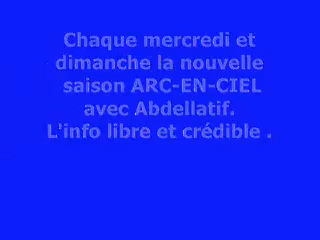 Chaque mercredi et
dimanche la nouvelle
saison ARC-EN-CIEL
avec Abdellatif.
L'info libre et crédible .